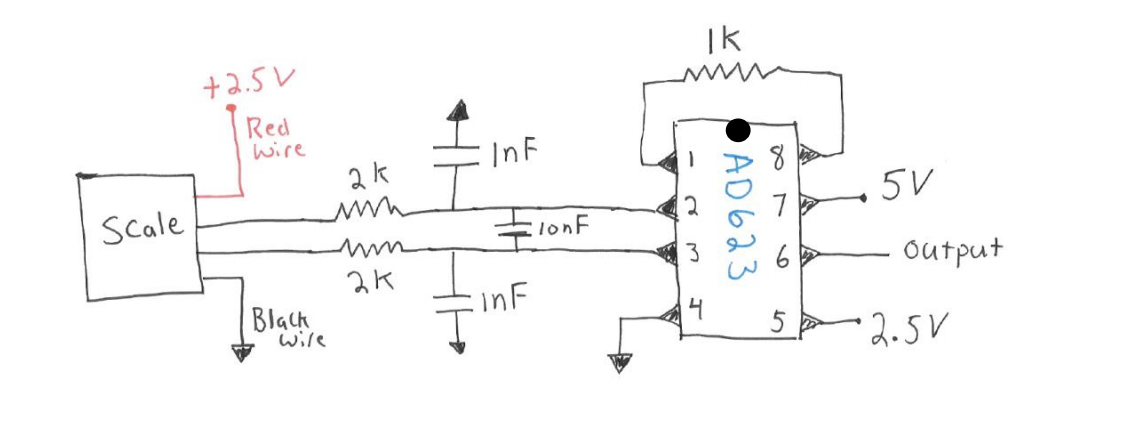 1K
+2.5V
Red
wire
1nF
2K
Scale
10nF
2K
1nF
Black
wire
AD623
1
2
3
4
8
7
6
5
5V
output
2.5V